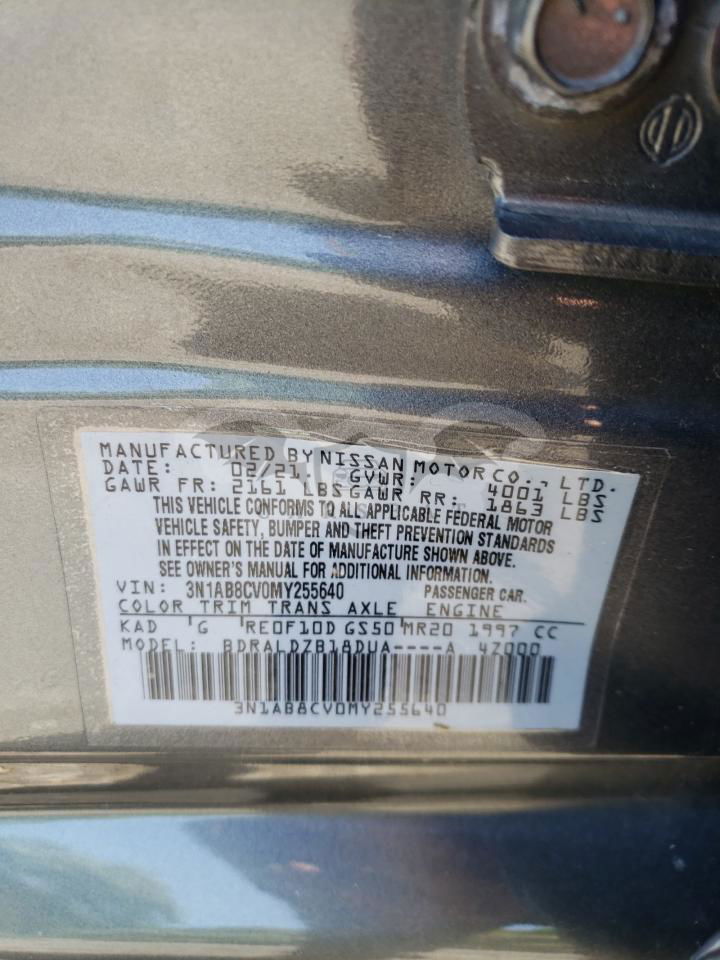 MANUFACTURED BY NISSAN MOTOR CO., LTD.
DATE: 02/21 GVWR: 4001 LBS
GAWR FR: 2161 LBS GAWR RR: 1863 LBS
THIS VEHICLE CONFORMS TO ALL APPLICABLE FEDERAL MOTOR
VEHICLE SAFETY, BUMPER AND THEFT PREVENTION STANDARDS
IN EFFECT ON THE DATE OF MANUFACTURE SHOWN ABOVE.
SEE OWNER'S MANUAL FOR ADDITIONAL INFORMATION.
VIN: 3N1AB8CV0MY255640 PASSENGER CAR.
COLOR TRIM TRANS AXLE ENGINE
KAD G RE0F10D GS50 MR20 1997 CC
MODEL: BDRALDZB18DUA----A 4Z000
3N1AB8CV0MY255640